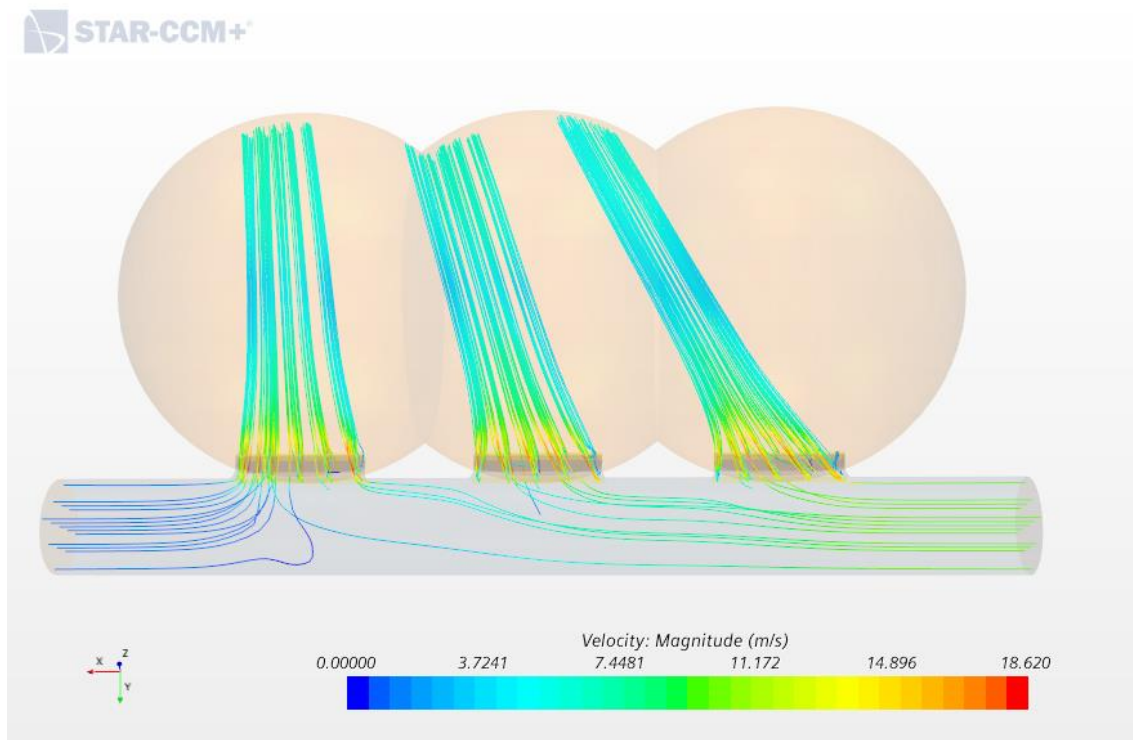 STAR-CCM+®
Velocity: Magnitude (m/s)
0.00000 3.7241 7.4481 11.172 14.896 18.620
X Z
Y